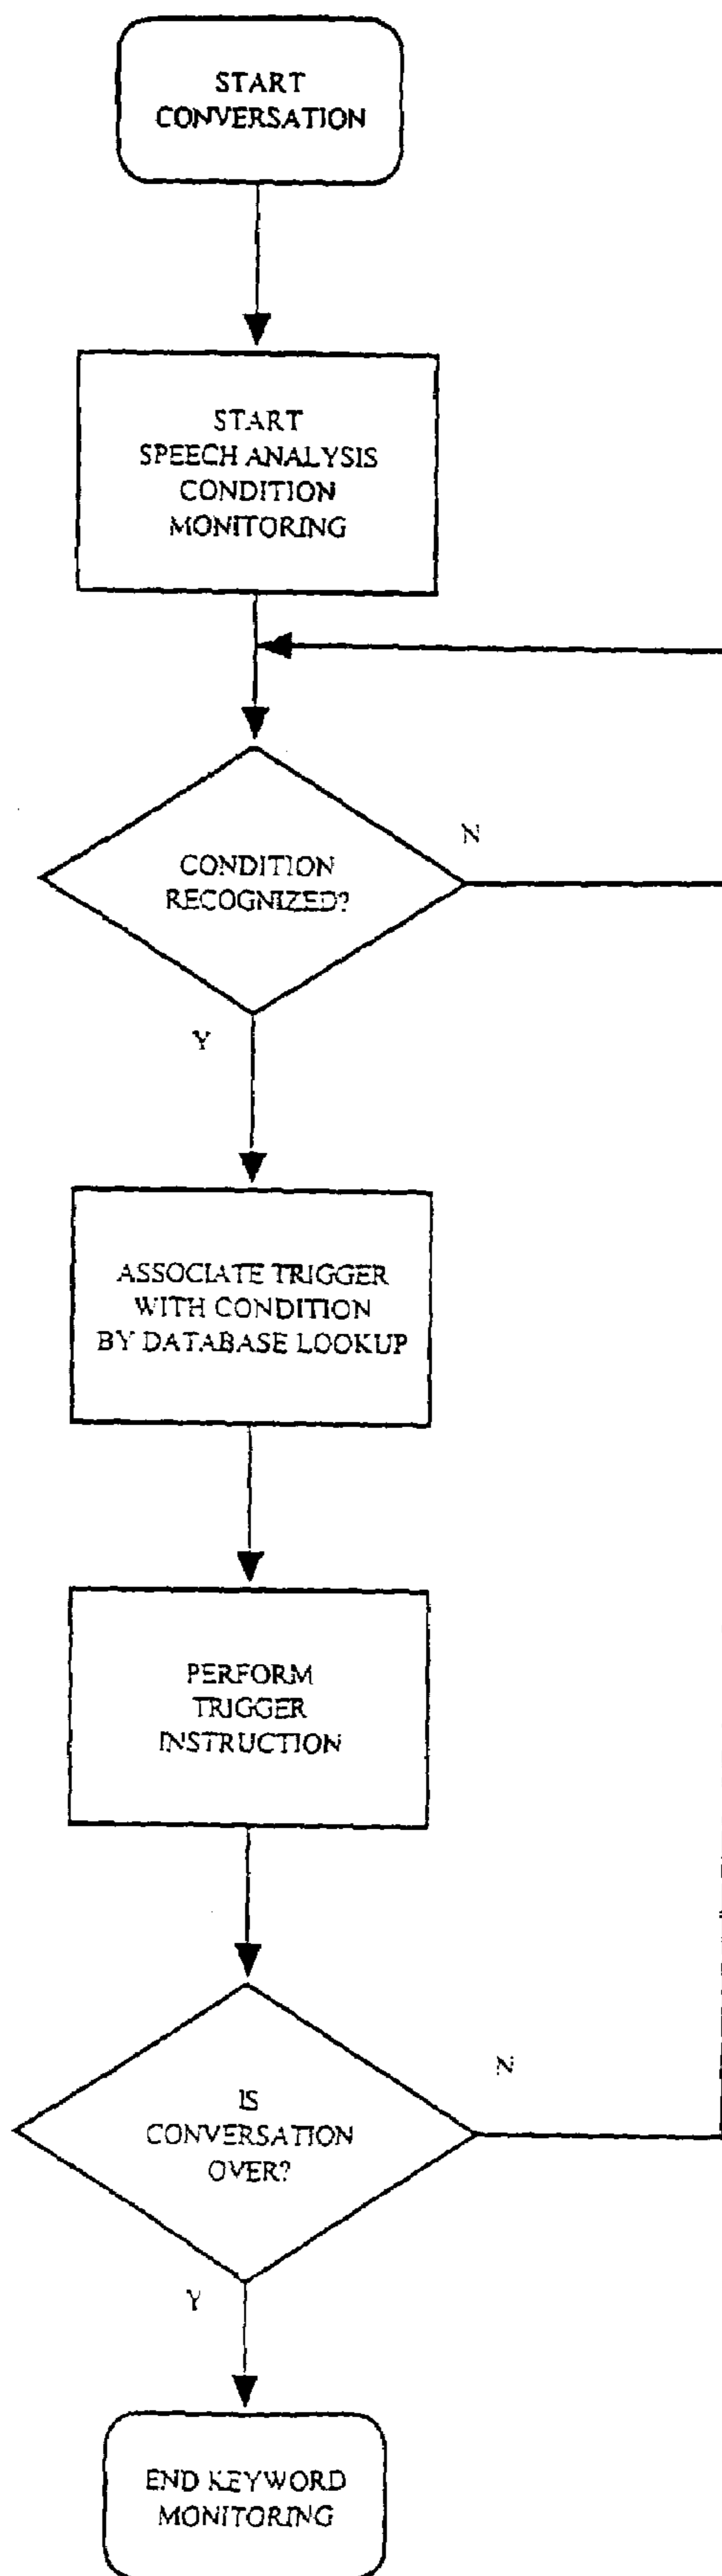 START
CONVERSATION
START
SPEECH ANALYSIS
CONDITION
MONITORING
N
CONDITION
RECOGNIZED?
Y
ASSOCIATE TRIGGER
WITH CONDITION
BY DATABASE LOOKUP
PERFORM
TRIGGER
INSTRUCTION
N
IS
CONVERSATION
OVER?
Y
END KEYWORD
MONITORING